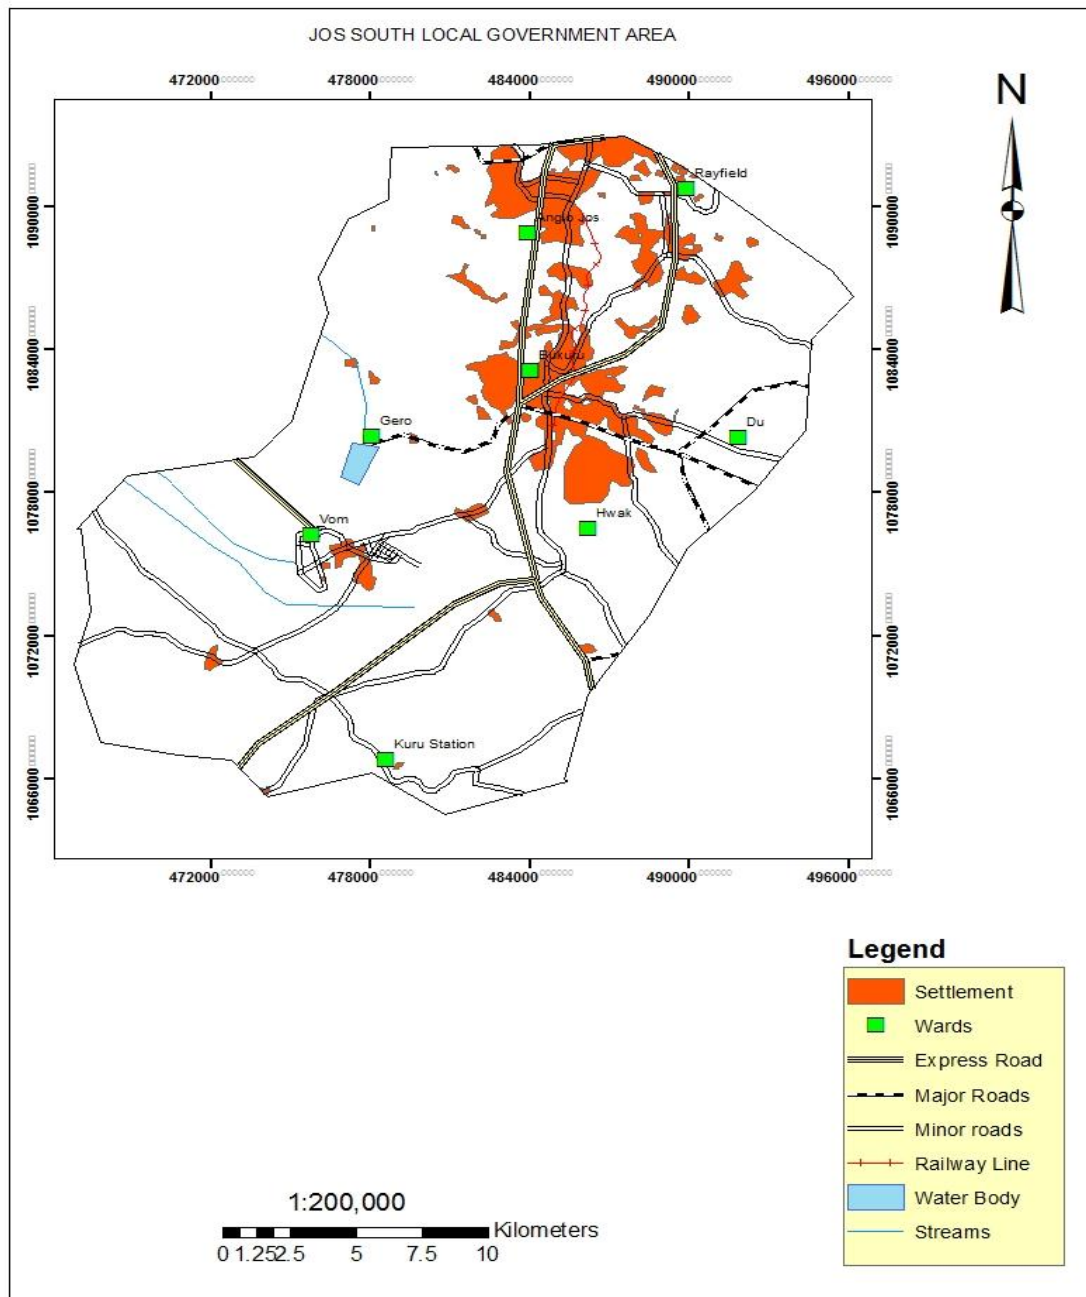 JOS SOUTH LOCAL GOVERNMENT AREA
472000 478000 484000 490000 496000
N
1090000 1090000
1084000 1084000
1078000 1078000
1072000 1072000
1066000 1066000
Rayfield
Anglo Jos
Bukuru
Gero
Du
Vom
Hwak
Kuru Station
472000 478000 484000 490000 496000
Legend
Settlement
Wards
Express Road
Major Roads
Minor roads
Railway Line
Water Body
Streams
1:200,000
Kilometers
0 1.252.5 5 7.5 10